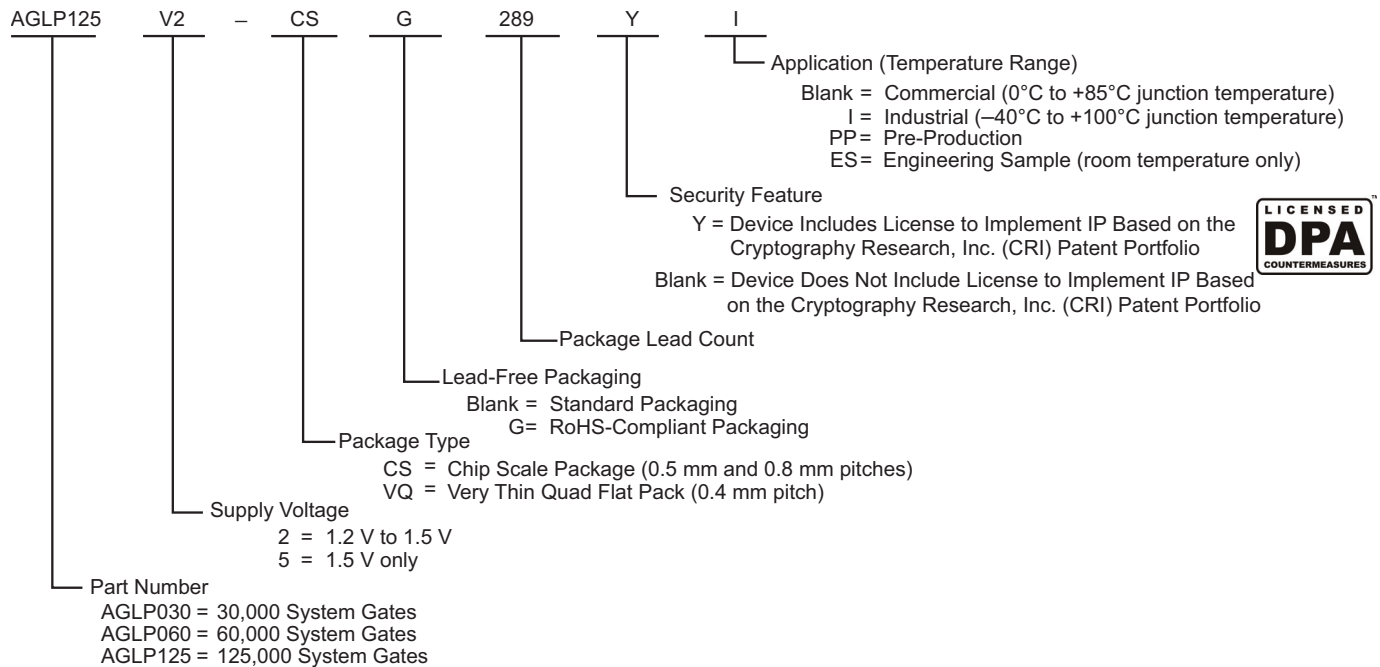 AGLP125 V2 – CS G 289 Y I
Application (Temperature Range)
Blank = Commercial (0°C to +85°C junction temperature)
I = Industrial (–40°C to +100°C junction temperature)
PP= Pre-Production
ES= Engineering Sample (room temperature only)
Security Feature
Y = Device Includes License to Implement IP Based on the
Cryptography Research, Inc. (CRI) Patent Portfolio
Blank = Device Does Not Include License to Implement IP Based
on the Cryptography Research, Inc. (CRI) Patent Portfolio
LICENSED
DPA
COUNTERMEASURES
™
Package Lead Count
Lead-Free Packaging
Blank = Standard Packaging
G= RoHS-Compliant Packaging
Package Type
CS = Chip Scale Package (0.5 mm and 0.8 mm pitches)
VQ = Very Thin Quad Flat Pack (0.4 mm pitch)
Supply Voltage
2 = 1.2 V to 1.5 V
5 = 1.5 V only
Part Number
AGLP030 = 30,000 System Gates
AGLP060 = 60,000 System Gates
AGLP125 = 125,000 System Gates